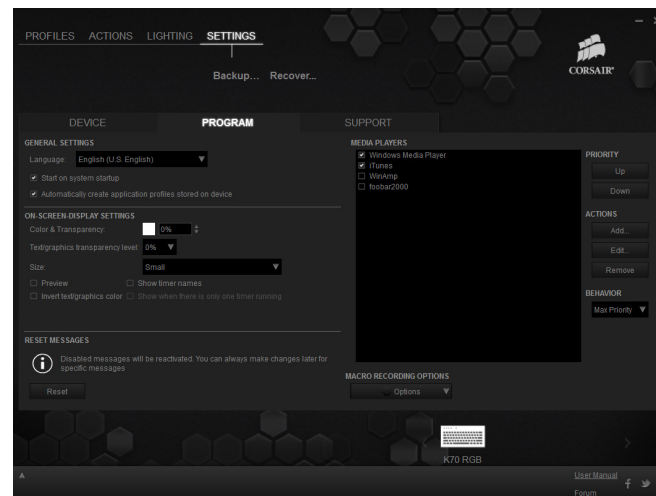 PROFILES ACTIONS LIGHTING SETTINGS
Backup... Recover...
CORSAIR
DEVICE PROGRAM SUPPORT
GENERAL SETTINGS
Language: English (U.S. English)
Start on system startup
Automatically create application profiles stored on device
ON-SCREEN-DISPLAY SETTINGS
Color & Transparency: 0%
Text/graphics transparency level: 0%
Size: Small
Preview Show timer names
Invert text/graphics color Show when there is only one timer running
RESET MESSAGES
Disabled messages will be reactivated. You can always make changes later for
specific messages
Reset
MEDIA PLAYERS
Windows Media Player
iTunes
WinAmp
foobar2000
PRIORITY
Up
Down
ACTIONS
Add...
Edit...
Remove
BEHAVIOR
Max Priority
MACRO RECORDING OPTIONS
Options
K70 RGB
User Manual
Forum